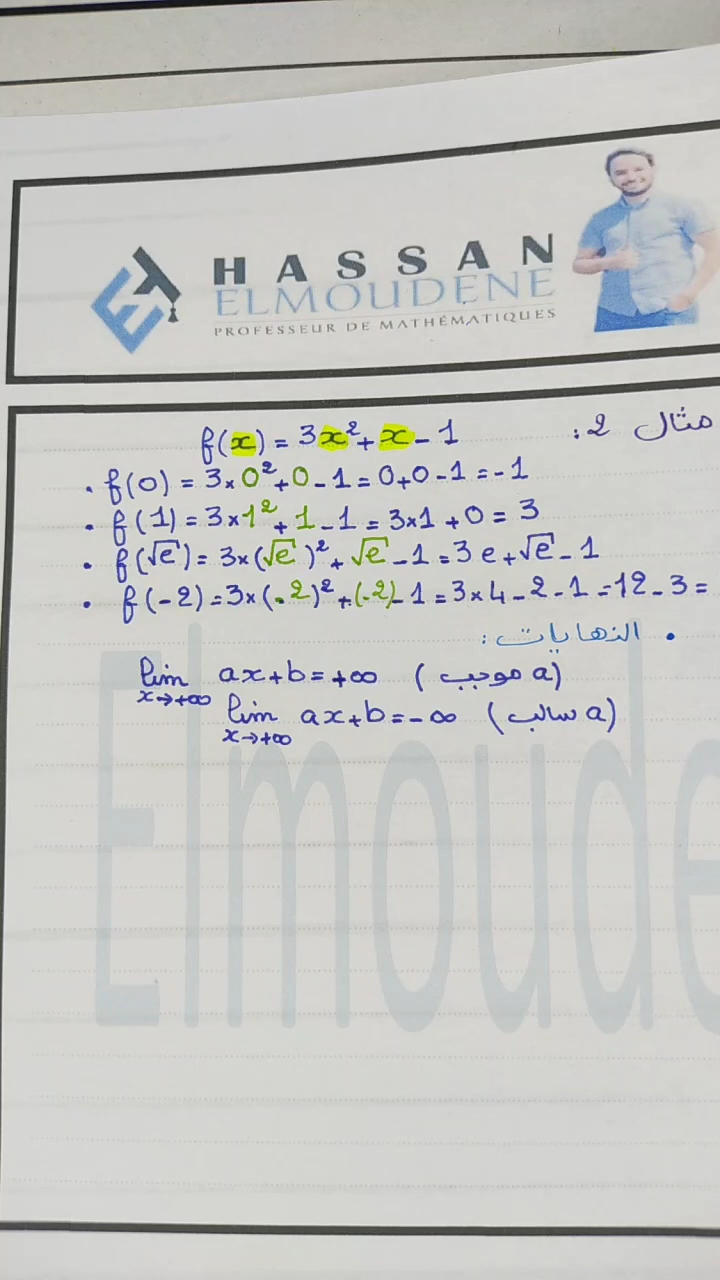 HASSAN
ELMOUDENE
PROFESSEUR DE MATHÉMATIQUES
مثال 2:
f(x) = 3x² + x - 1
• f(0) = 3×0² + 0 - 1 = 0 + 0 - 1 = -1
• f(1) = 3×1² + 1 - 1 = 3×1 + 0 = 3
• f(√e) = 3×(√e)² + √e - 1 = 3e + √e - 1
• f(-2) = 3×(-2)² + (-2) - 1 = 3×4 - 2 - 1 = 12 - 3 =
• النهايات:
lim ax+b = +∞ (a موجب)
x→+∞
lim ax+b = -∞ (a سالب)
x→+∞
Elmoude